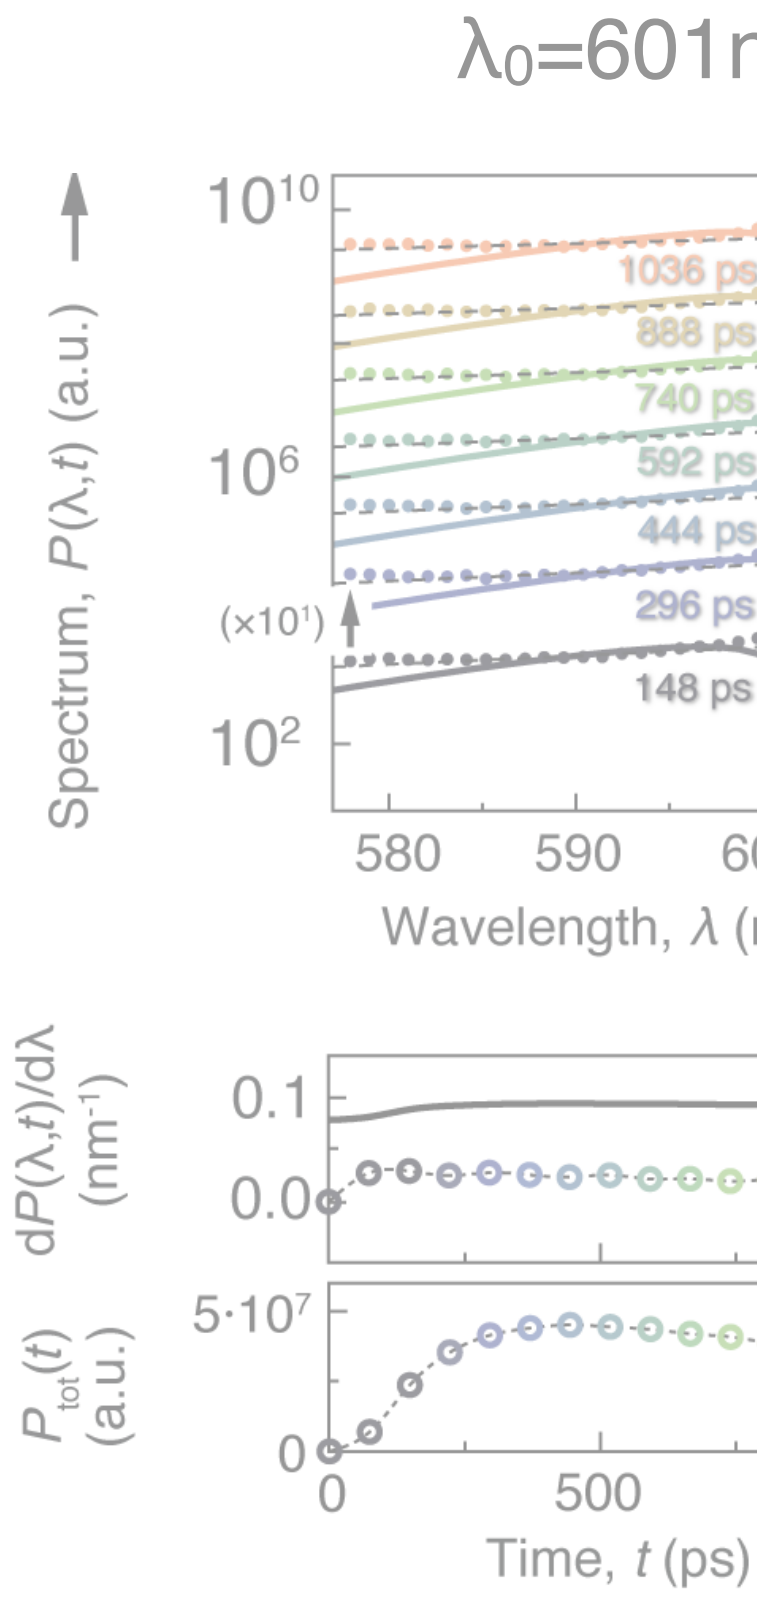 λ₀=601n
10¹⁰
1036 ps
888 ps
740 ps
10⁶
592 ps
444 ps
296 ps
(×10¹)
148 ps
10²
Spectrum, P(λ,t) (a.u.)
580 590 60
Wavelength, λ (n
dP(λ,t)/dλ
(nm⁻¹)
0.1
0.0
Pₜₒₜ(t)
(a.u.)
5·10⁷
0
0 500
Time, t (ps)